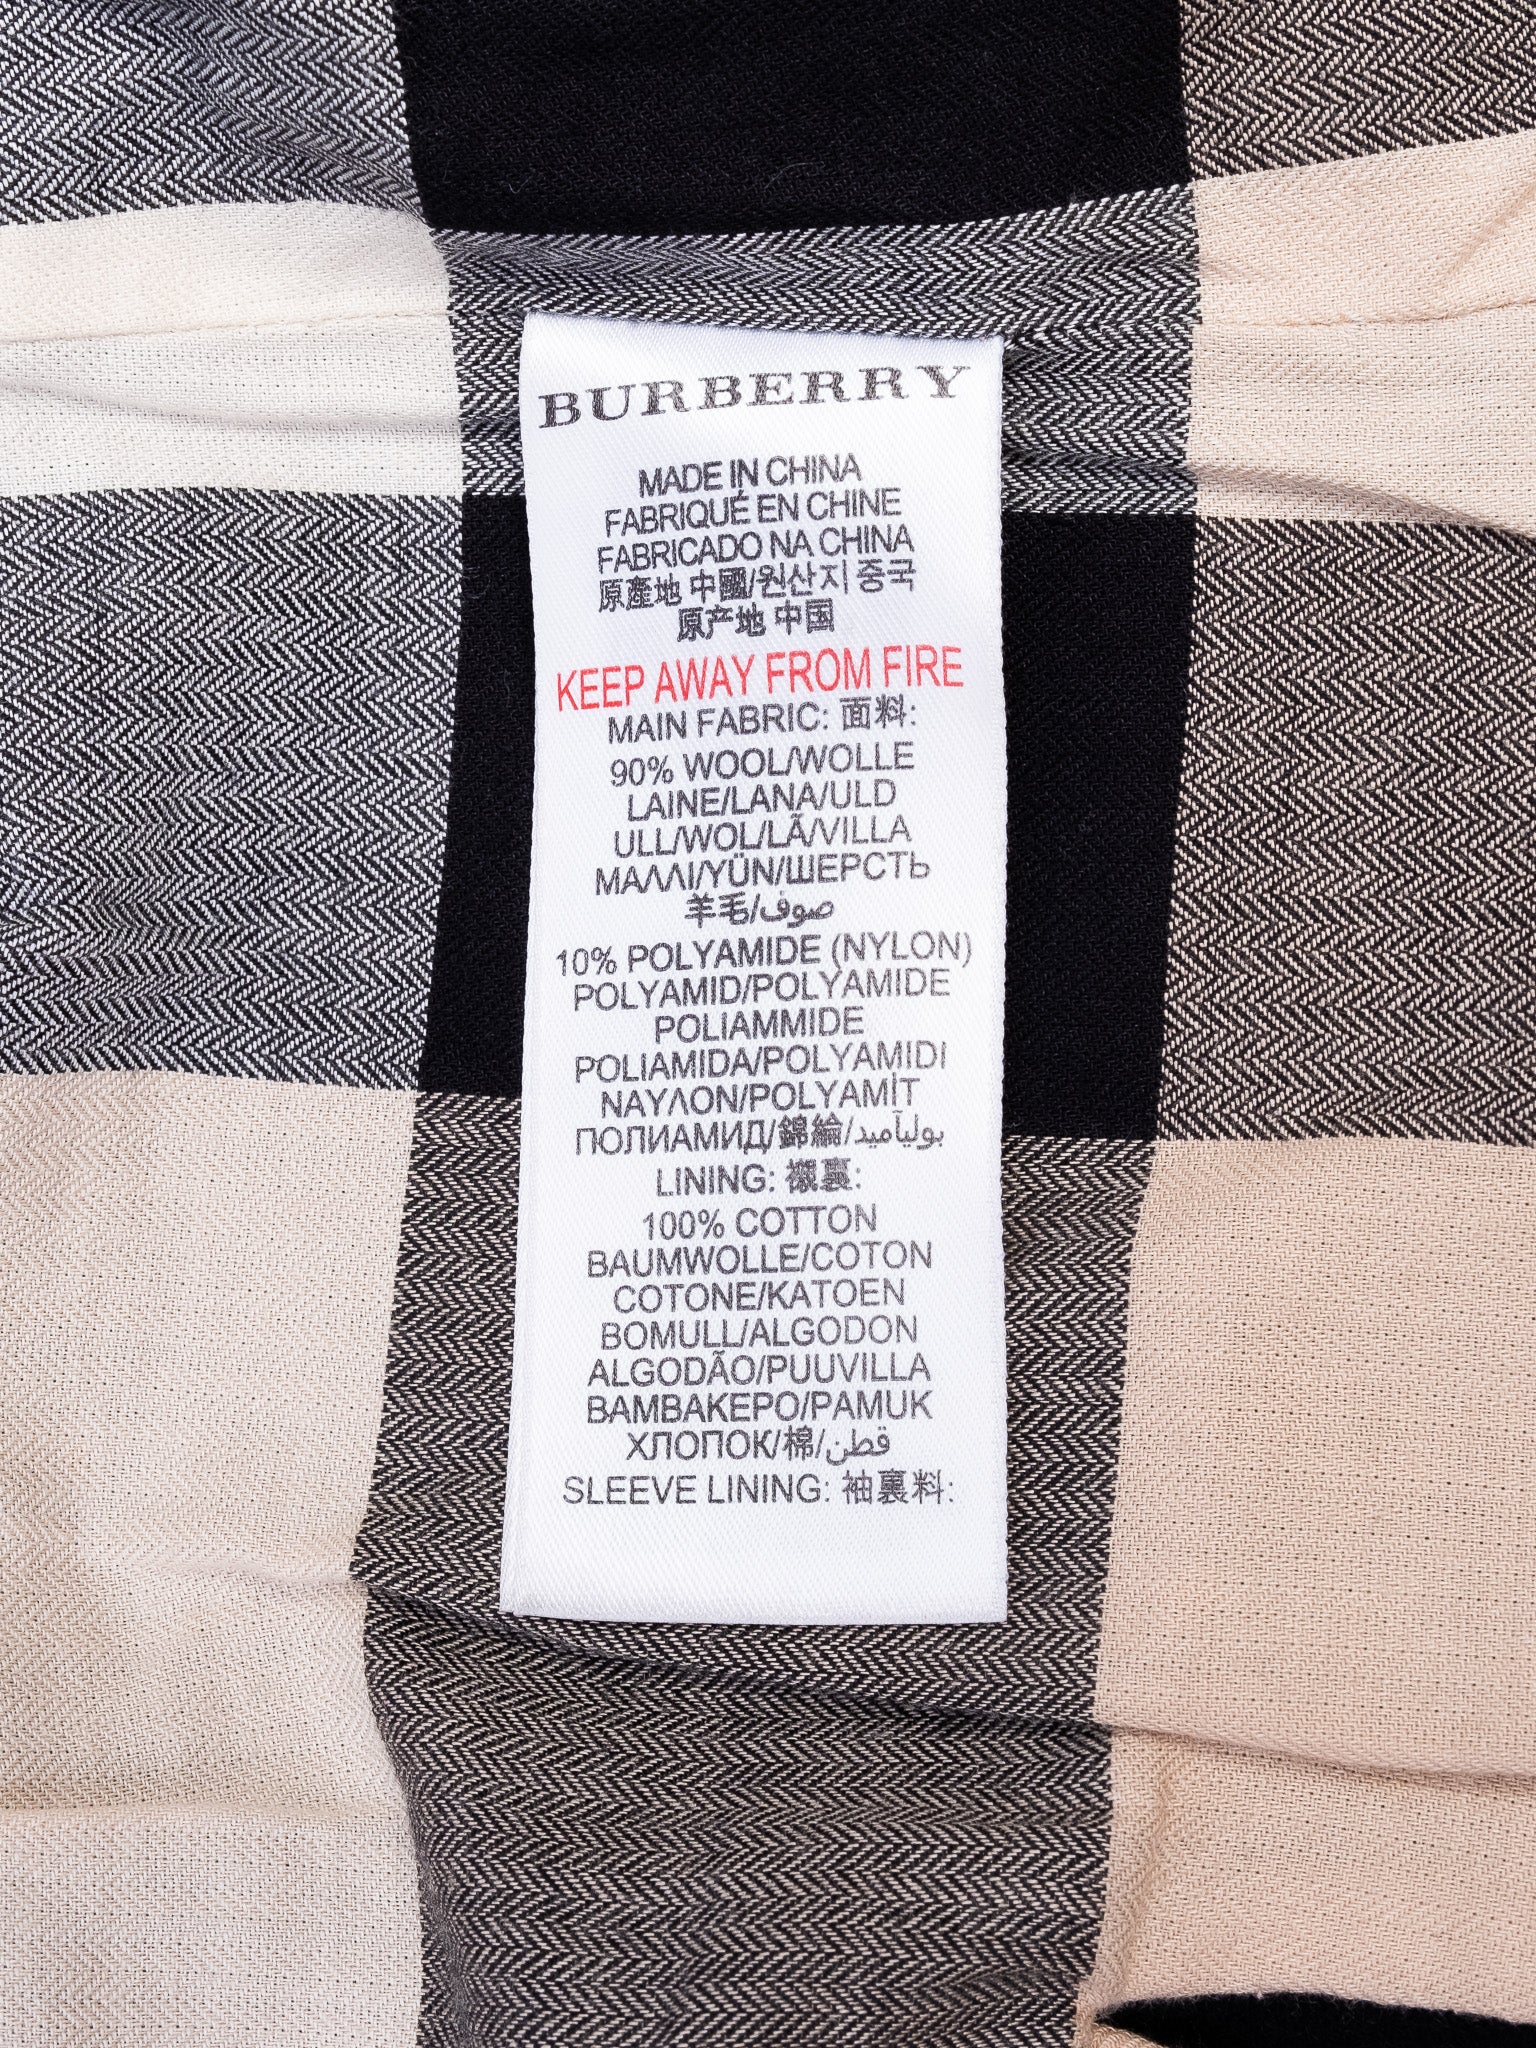 BURBERRY
MADE IN CHINA
FABRIQUÉ EN CHINE
FABRICADO NA CHINA
原產地 中國/원산지 중국
原产地 中国
KEEP AWAY FROM FIRE
MAIN FABRIC: 面料:
90% WOOL/WOLLE
LAINE/LANA/ULD
ULL/WOL/LÃ/VILLA
ΜΑΛΛΙ/YÜN/ШЕРСТЬ
羊毛/صوف
10% POLYAMIDE (NYLON)
POLYAMID/POLYAMIDE
POLIAMMIDE
POLIAMIDA/POLYAMIDI
ΝΑΥΛΟΝ/POLYAMİT
ПОЛИАМИД/錦綸/بولیآمید
LINING: 襯裏:
100% COTTON
BAUMWOLLE/COTON
COTONE/KATOEN
BOMULL/ALGODON
ALGODÃO/PUUVILLA
ΒΑΜΒΑΚΕΡΟ/PAMUK
ХЛОПОК/棉/قطن
SLEEVE LINING: 袖裏料: